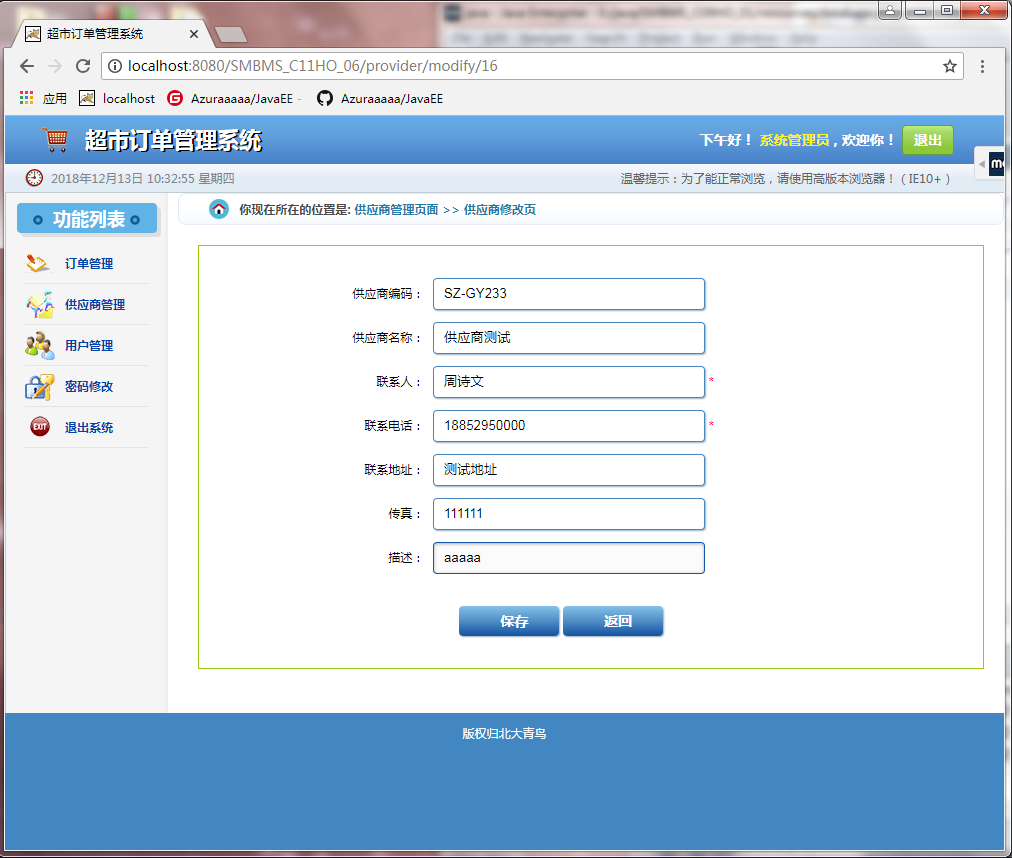 超市订单管理系统
localhost:8080/SMBMS_C11HO_06/provider/modify/16
应用 localhost Azuraaaaa/JavaEE - Azuraaaaa/JavaEE
超市订单管理系统
下午好！ 系统管理员 , 欢迎你！ 退出
2018年12月13日 10:32:55 星期四
温馨提示：为了能正常浏览，请使用高版本浏览器！（IE10+）
功能列表
你现在所在的位置是: 供应商管理页面 >> 供应商修改页
订单管理
供应商管理
用户管理
密码修改
EXIT 退出系统
供应商编码： SZ-GY233
供应商名称： 供应商测试
联系人： 周诗文 *
联系电话： 18852950000 *
联系地址： 测试地址
传真： 111111
描述： aaaaa
保存 返回
版权归北大青鸟